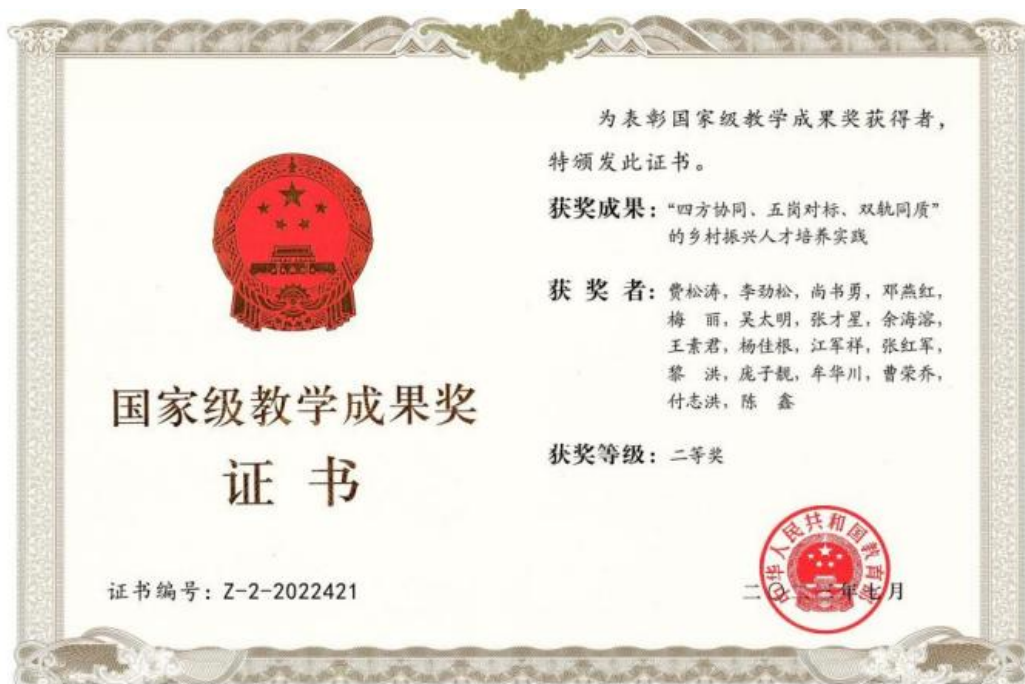 国家级教学成果奖
证书
证书编号：Z-2-2022421
为表彰国家级教学成果奖获得者，
特颁发此证书。
获奖成果：“四方协同、五岗对标、双轨同质”
的乡村振兴人才培养实践
获 奖 者：费松涛，李劲松，尚书勇，邓燕红，
梅　丽，吴太明，张才星，余海溶，
王素君，杨佳根，江军祥，张红军，
黎　洪，庞子靓，牟华川，曹荣乔，
付志洪，陈　鑫
获奖等级：二等奖
中华人民共和国教育部
二〇二三年七月